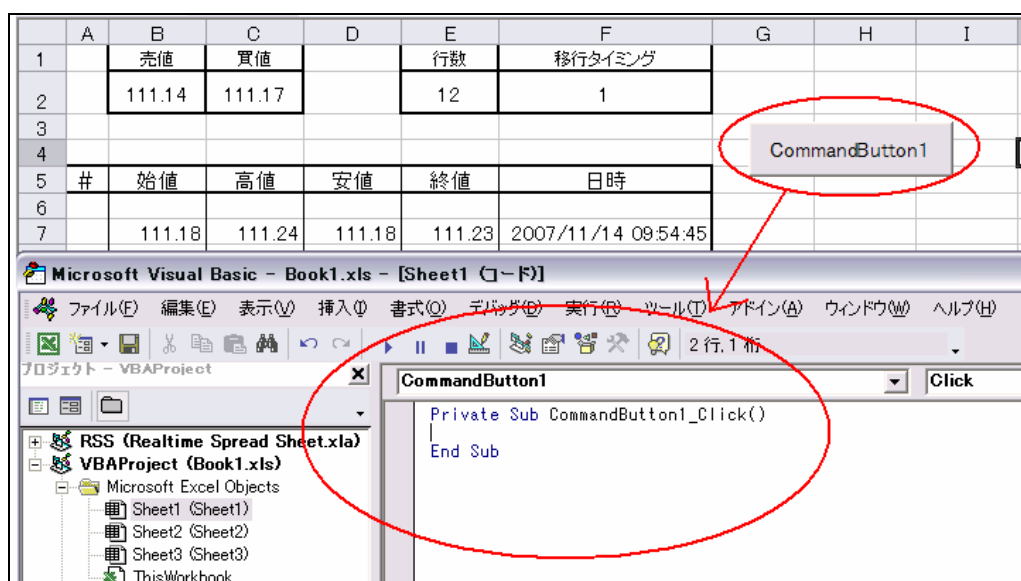 A B C D E F G H I
1 売値 買値 行数 移行タイミング
2 111.14 111.17 12 1
3
4 CommandButton1
5 # 始値 高値 安値 終値 日時
6
7 111.18 111.24 111.18 111.23 2007/11/14 09:54:45
Microsoft Visual Basic - Book1.xls - [Sheet1 (コード)]
ファイル(F) 編集(E) 表示(V) 挿入(I) 書式(O) デバッグ(D) 実行(R) ツール(T) アドイン(A) ウィンドウ(W) ヘルプ(H)
2 行, 1 桁
プロジェクト - VBAProject
CommandButton1 Click
Private Sub CommandButton1_Click()
End Sub
RSS (Realtime Spread Sheet.xla)
VBAProject (Book1.xls)
Microsoft Excel Objects
Sheet1 (Sheet1)
Sheet2 (Sheet2)
Sheet3 (Sheet3)
ThisWorkbook